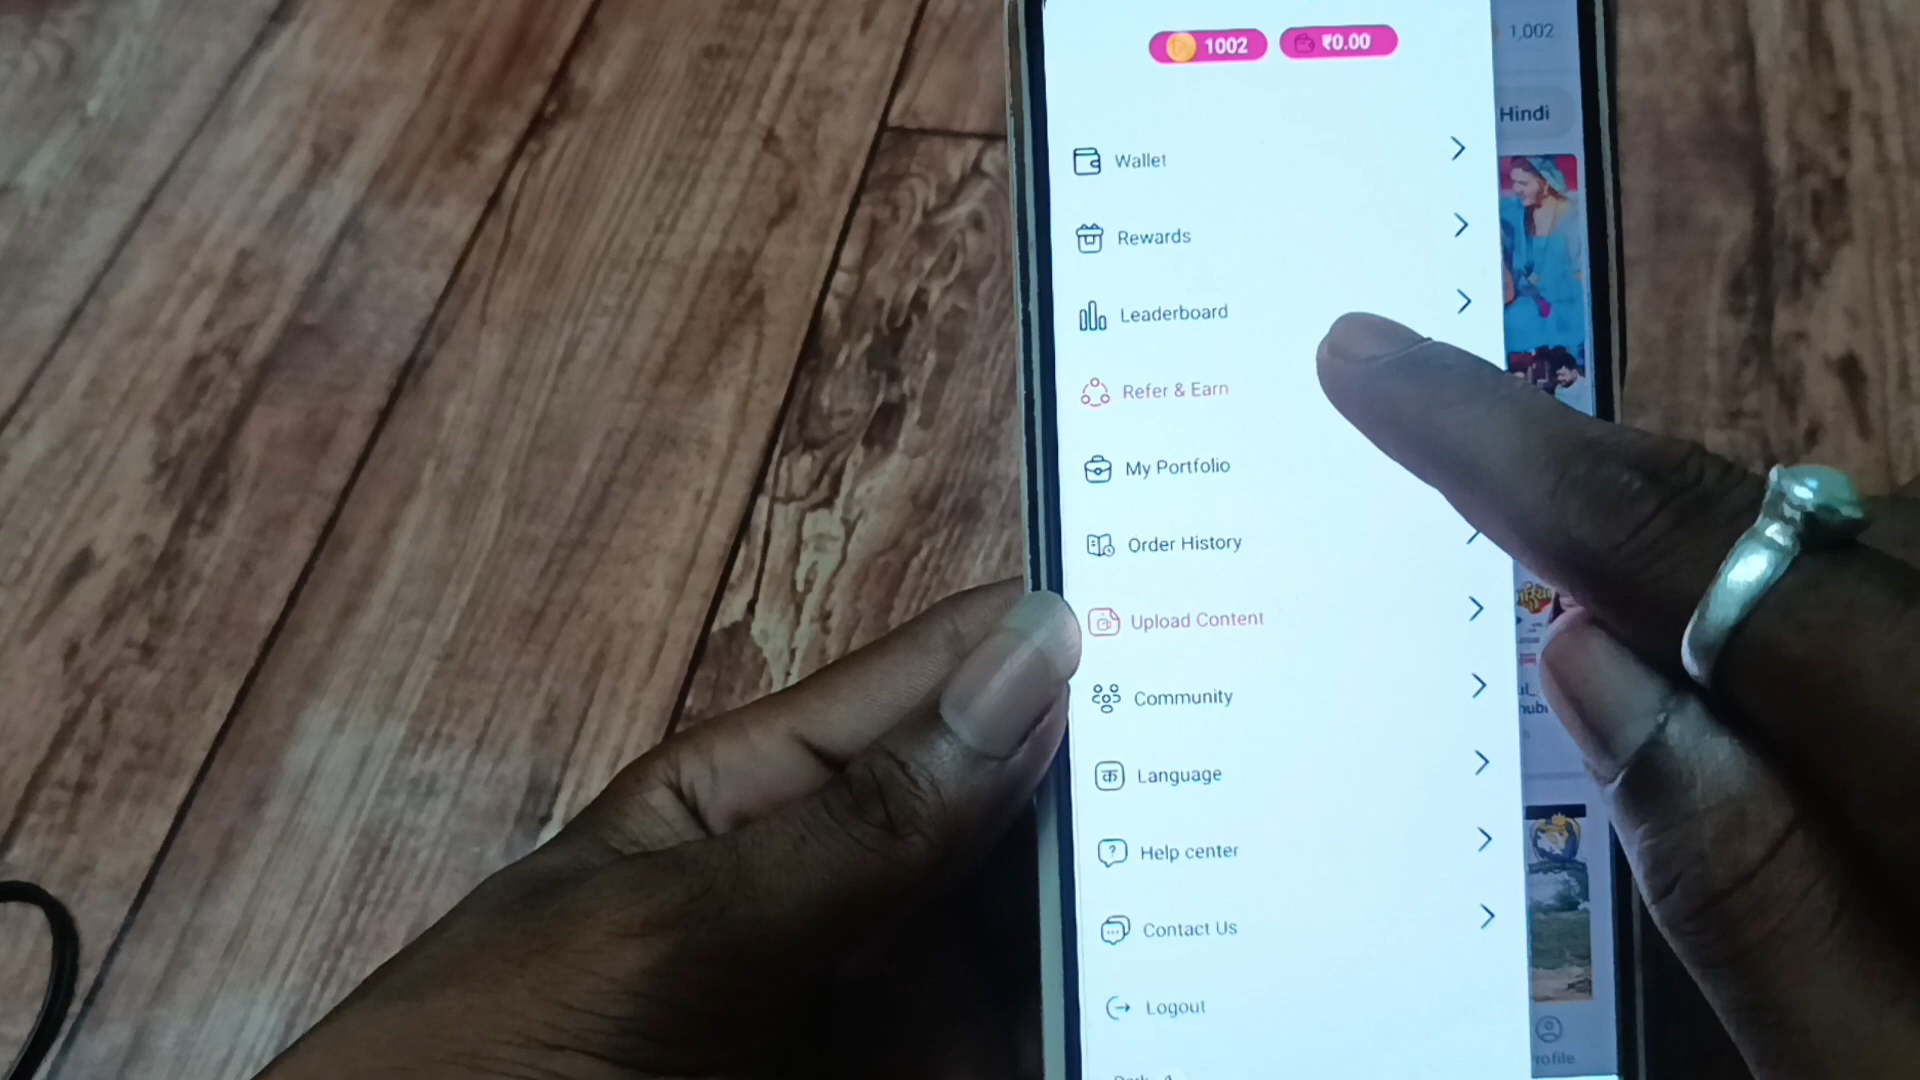 1002
₹0.00
1,002
Hindi
Wallet
Rewards
Leaderboard
Refer & Earn
My Portfolio
Order History
Upload Content
Community
Language
Help center
Contact Us
Logout